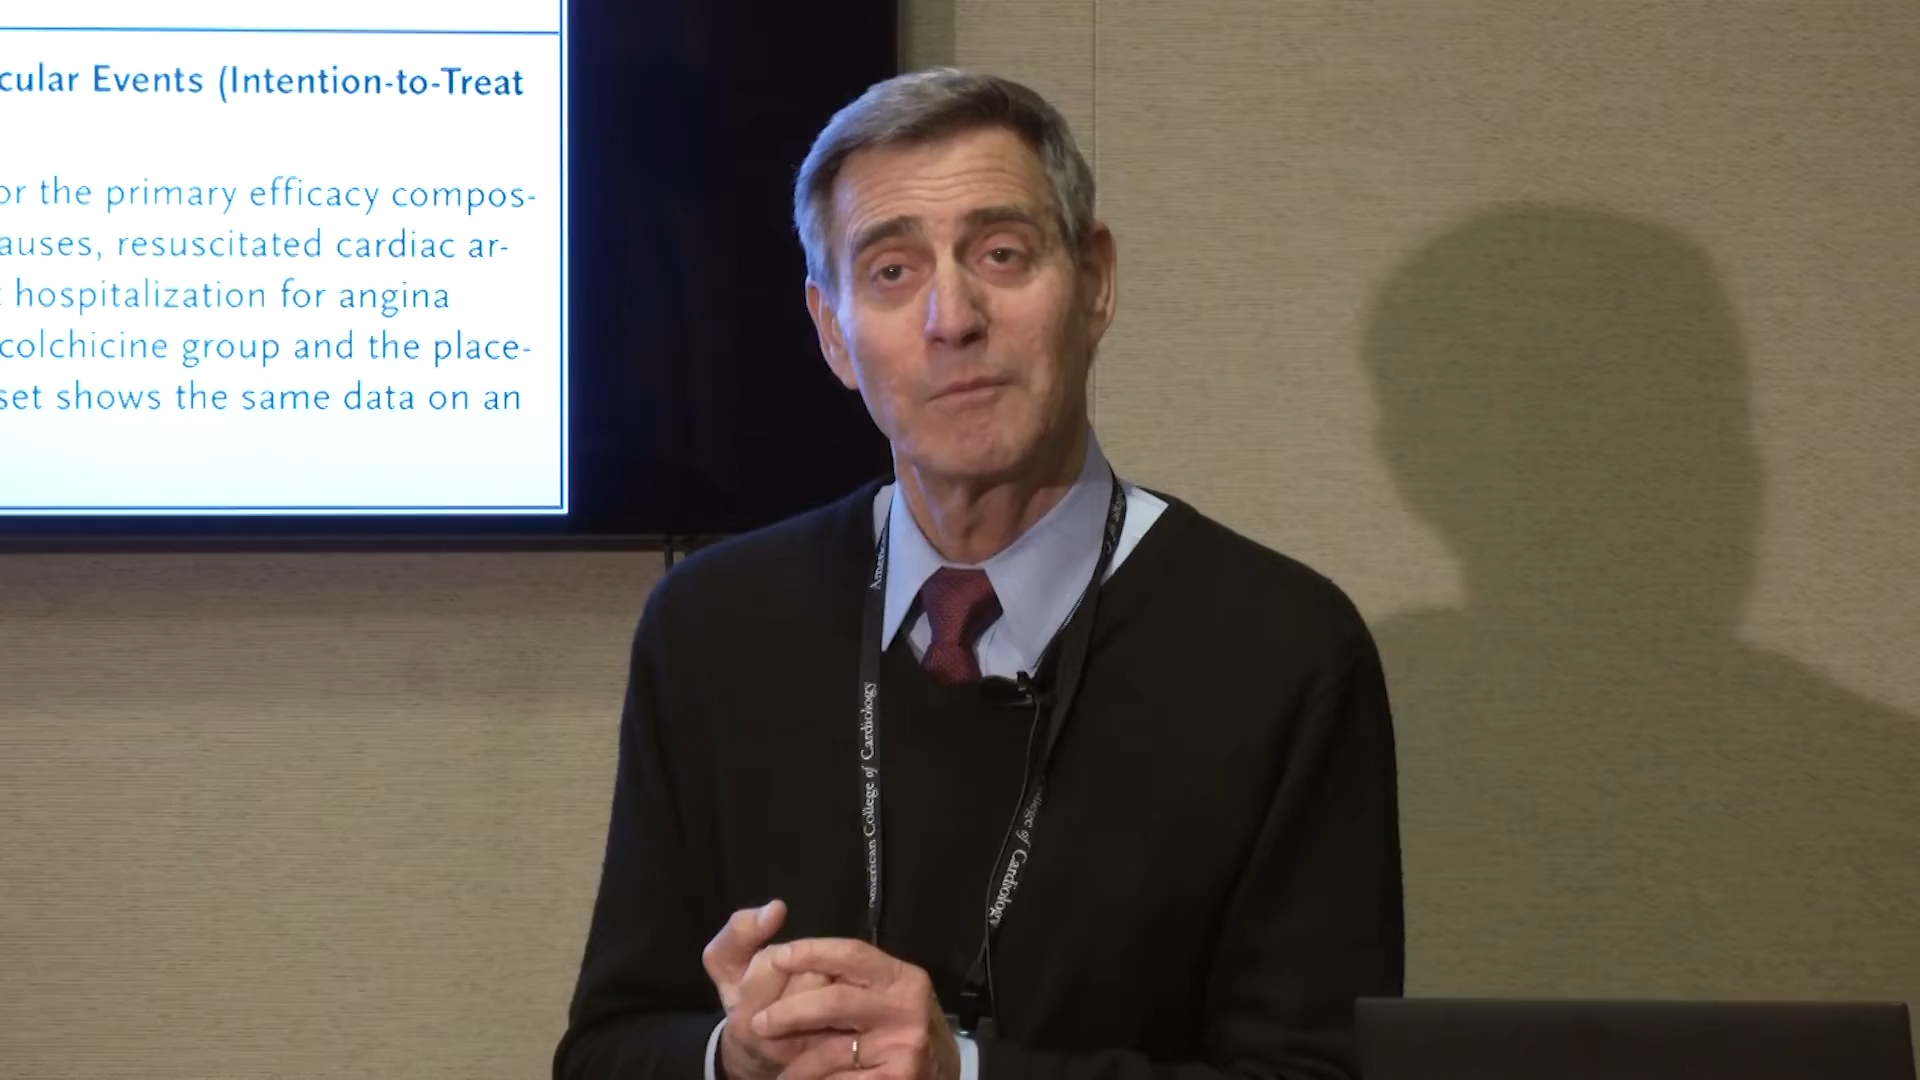 cular Events (Intention-to-Treat
or the primary efficacy compos-
auses, resuscitated cardiac ar-
hospitalization for angina
colchicine group and the place-
set shows the same data on an
American College of Cardiology
College of Cardiology